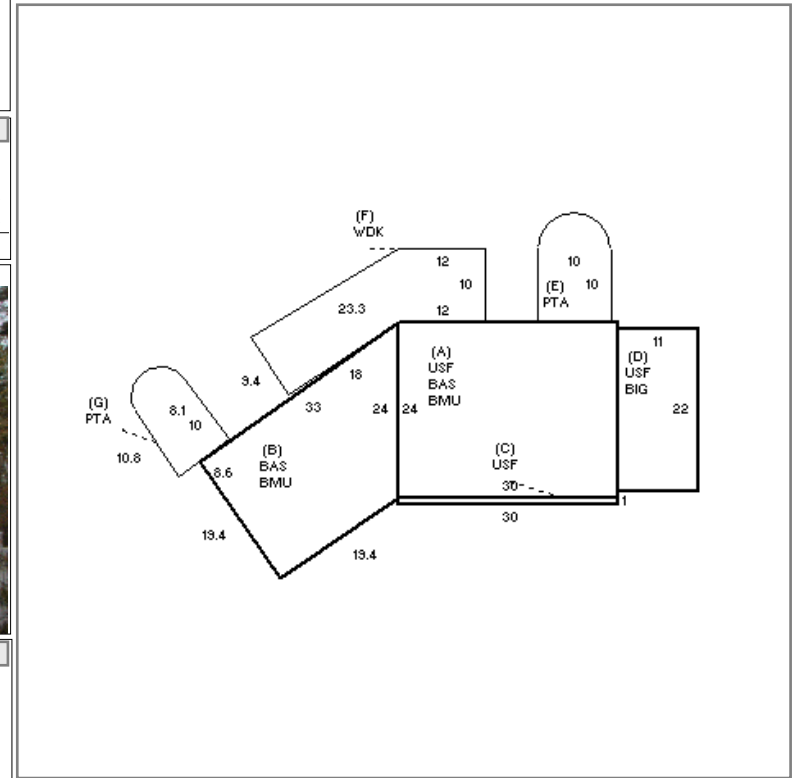 (F)
WDK
12
10
12
23.3
10
10
(E)
PTA
9.4
18
33
(A)
USF
BAS
BMU
11
(D)
USF
BIG
22
24
24
(G)
PTA
8.1
10
10.8
8.6
(B)
BAS
BMU
(C)
USF
30
1
30
19.4
19.4